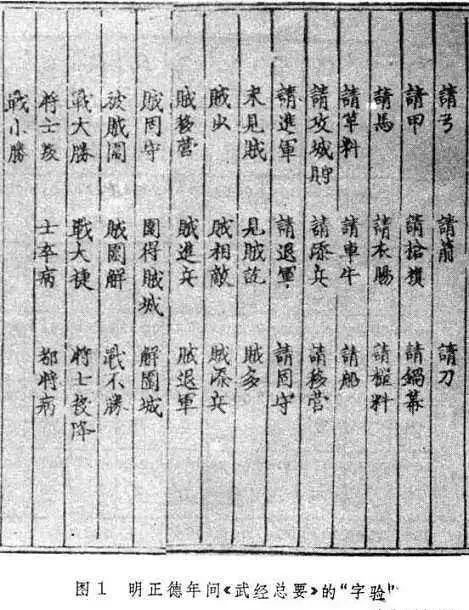 請弓 請箭 請刀
請甲 請槍旗 請鍋幕
請馬 請衣賜 請糧料
請草料 請車牛 請船
請攻城 請添兵 請移營
請進軍 請退軍 請固守
未見賊 見賊訖 賊多
賊少 賊相敵 賊添兵
賊移營 賊進兵 賊退軍
賊固守 圍得賊城 解圍城
被賊圍 賊圍解 戰不勝
戰大勝 戰大捷 將士投降
將士叛 士卒病 都將病
戰小勝
图1 明正德年间《武经总要》的“字验”